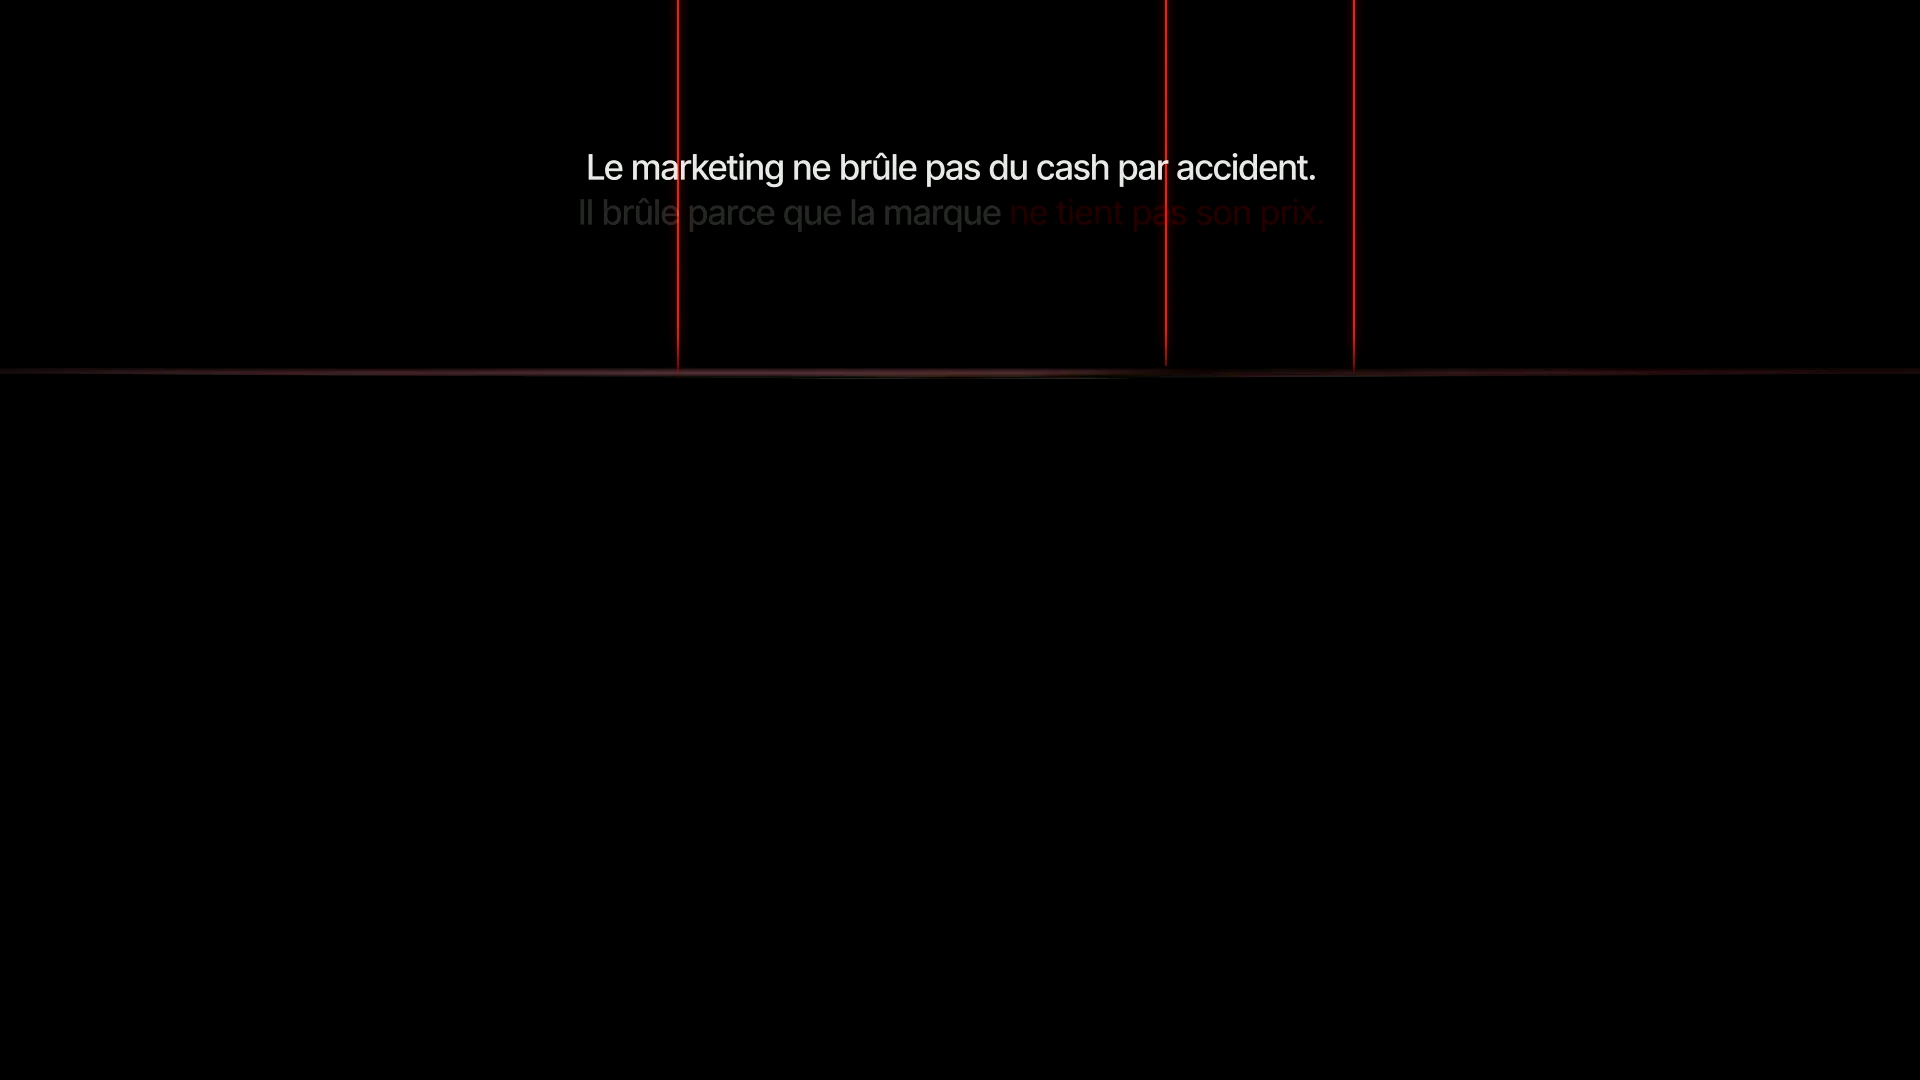 Le marketing ne brûle pas du cash par accident.
Il brûle parce que la marque ne tient pas son prix.